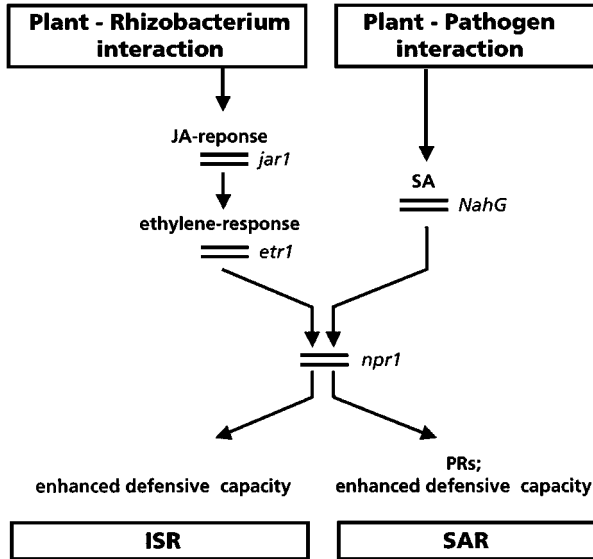 Plant - Rhizobacterium
interaction
Plant - Pathogen
interaction
JA-reponse
jar1
SA
NahG
ethylene-response
etr1
npr1
enhanced defensive capacity
PRs;
enhanced defensive capacity
ISR
SAR